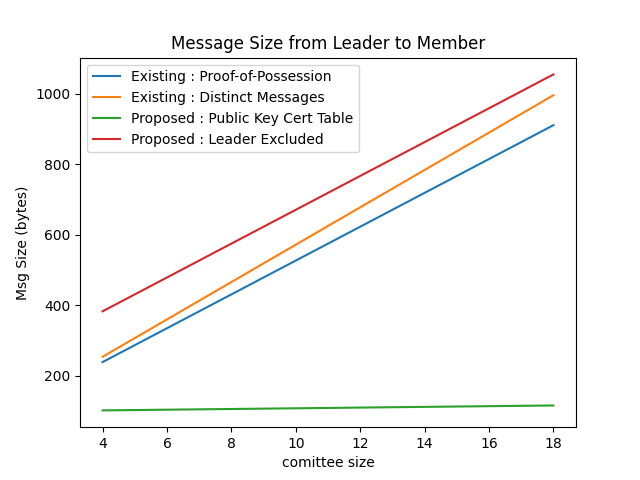 Message Size from Leader to Member
Existing : Proof-of-Possession
Existing : Distinct Messages
Proposed : Public Key Cert Table
Proposed : Leader Excluded
Msg Size (bytes)
1000
800
600
400
200
4 6 8 10 12 14 16 18
comittee size